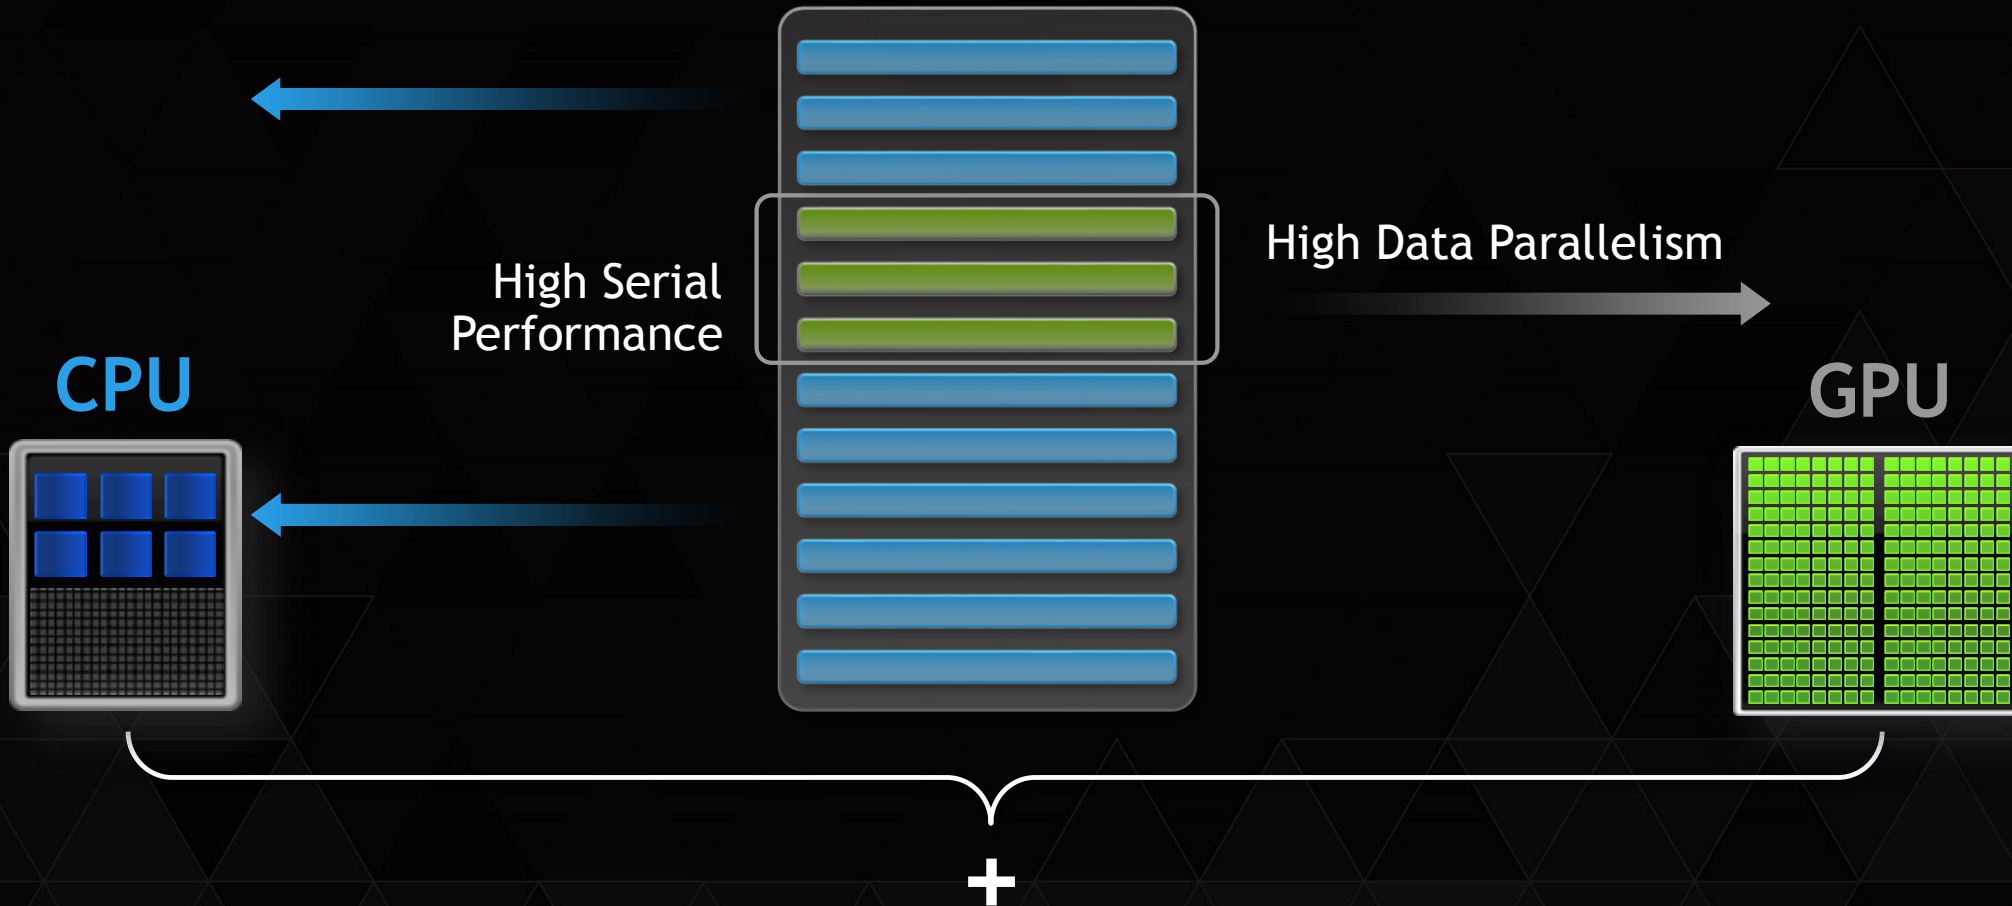 High Data Parallelism
High Serial
Performance
CPU
GPU
+